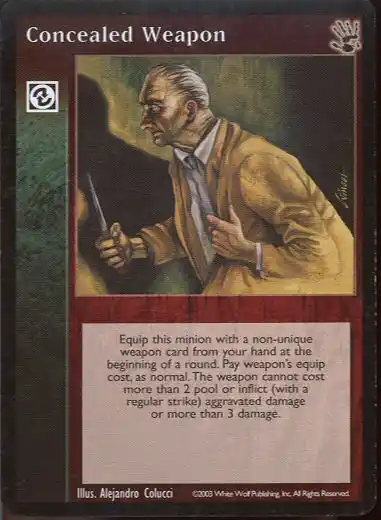 Concealed Weapon
Equip this minion with a non-unique
weapon card from your hand at the
beginning of a round. Pay weapon's equip
cost, as normal. The weapon cannot cost
more than 2 pool or inflict (with a
regular strike) aggravated damage
or more than 3 damage.
Illus. Alejandro Colucci
©2003 White Wolf Publishing, Inc. All Rights Reserved.